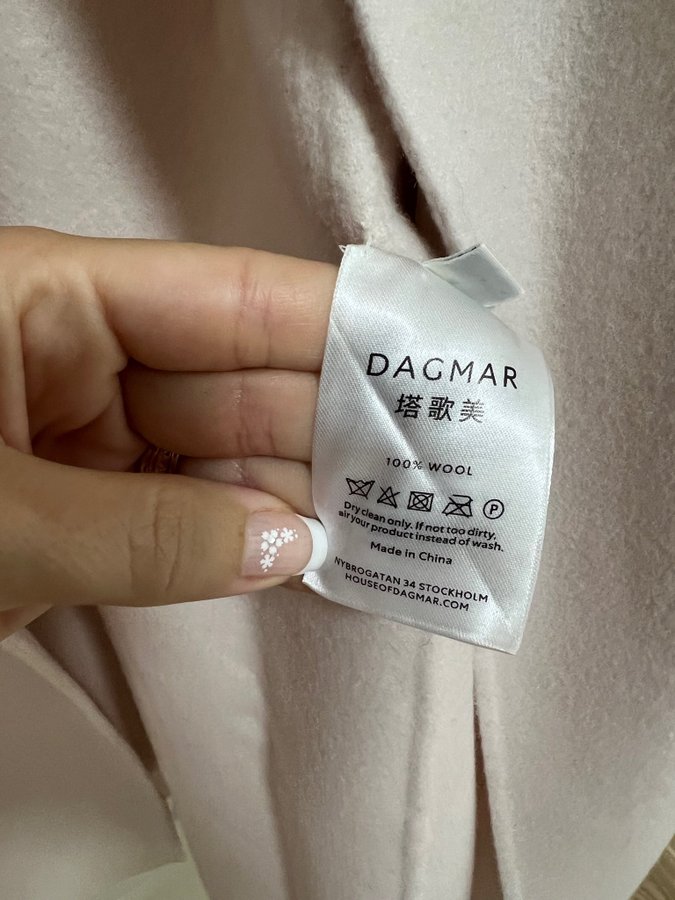 DAGMAR
塔歌美
100% WOOL
P
Dry clean only. If not too dirty,
air your product instead of wash.
Made in China
NYBROGATAN 34 STOCKHOLM
HOUSEOFDAGMAR.COM